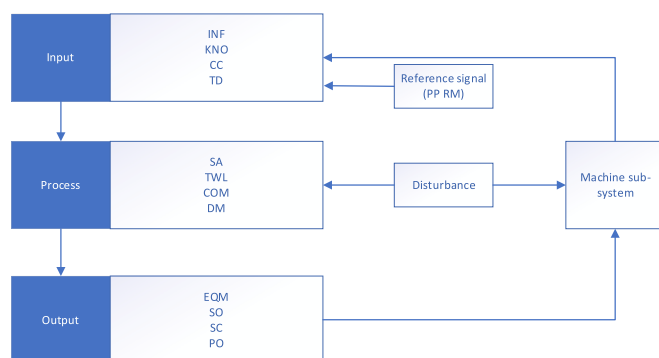 Input
INF
KNO
CC
TD
Reference signal
(PP RM)
Process
SA
TWL
COM
DM
Disturbance
Machine sub-
system
Output
EQM
SO
SC
PO